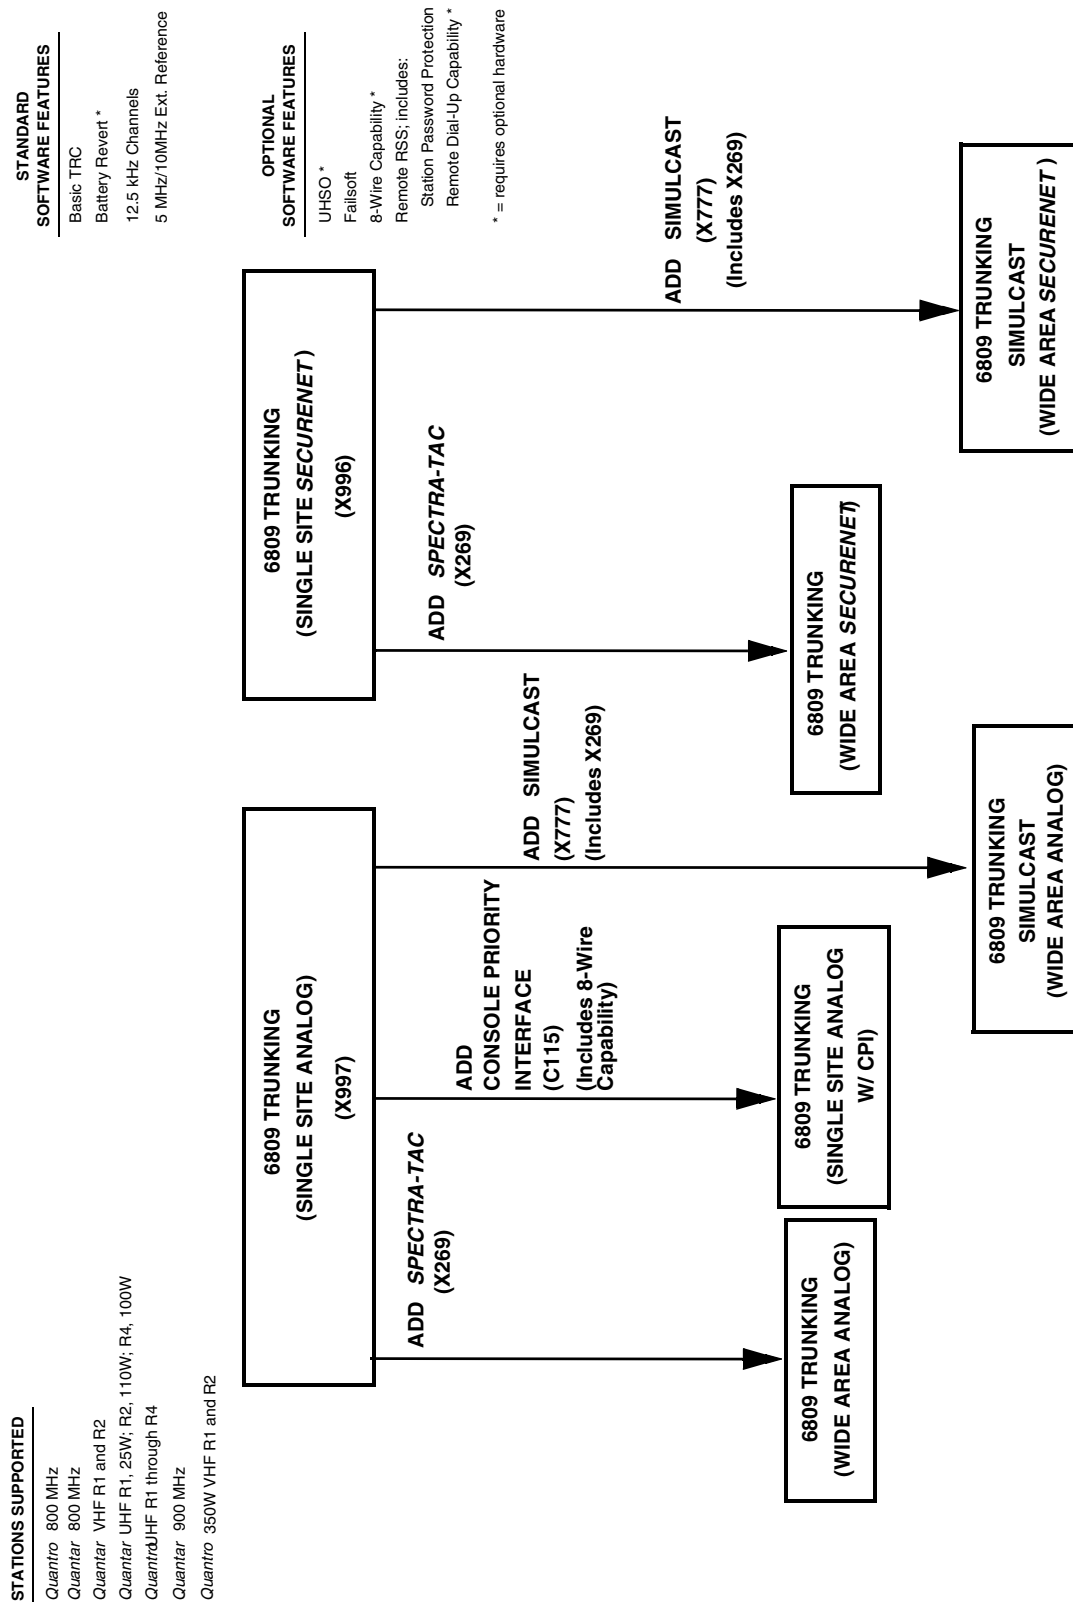 STATIONS SUPPORTED
Quantro 800 MHz
Quantar 800 MHz
Quantar VHF R1 and R2
Quantar UHF R1, 25W; R2, 110W; R4, 100W
Quantro UHF R1 through R4
Quantar 900 MHz
Quantro 350W VHF R1 and R2
STANDARD
SOFTWARE FEATURES
Basic TRC
Battery Revert *
12.5 kHz Channels
5 MHz/10MHz Ext. Reference
OPTIONAL
SOFTWARE FEATURES
UHSO *
Failsoft
8-Wire Capability *
Remote RSS; includes:
Station Password Protection
Remote Dial-Up Capability *
* = requires optional hardware
6809 TRUNKING
(SINGLE SITE ANALOG)
(X997)
ADD SPECTRA-TAC
(X269)
ADD
CONSOLE PRIORITY
INTERFACE
(C115)
(Includes 8-Wire
Capability)
ADD SIMULCAST
(X777)
(Includes X269)
6809 TRUNKING
(WIDE AREA ANALOG)
6809 TRUNKING
(SINGLE SITE ANALOG
W/ CPI)
6809 TRUNKING
SIMULCAST
(WIDE AREA ANALOG)
6809 TRUNKING
(SINGLE SITE SECURENET)
(X996)
ADD SPECTRA-TAC
(X269)
ADD SIMULCAST
(X777)
(Includes X269)
6809 TRUNKING
(WIDE AREA SECURENET)
6809 TRUNKING
SIMULCAST
(WIDE AREA SECURENET )